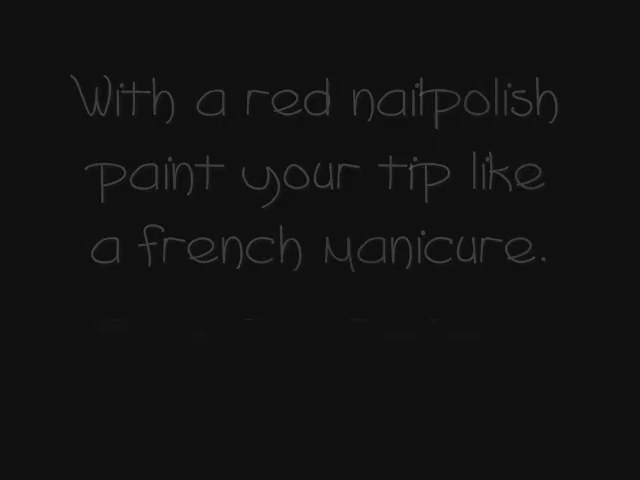 With a red nailpolish
paint your tip like
a french manicure.